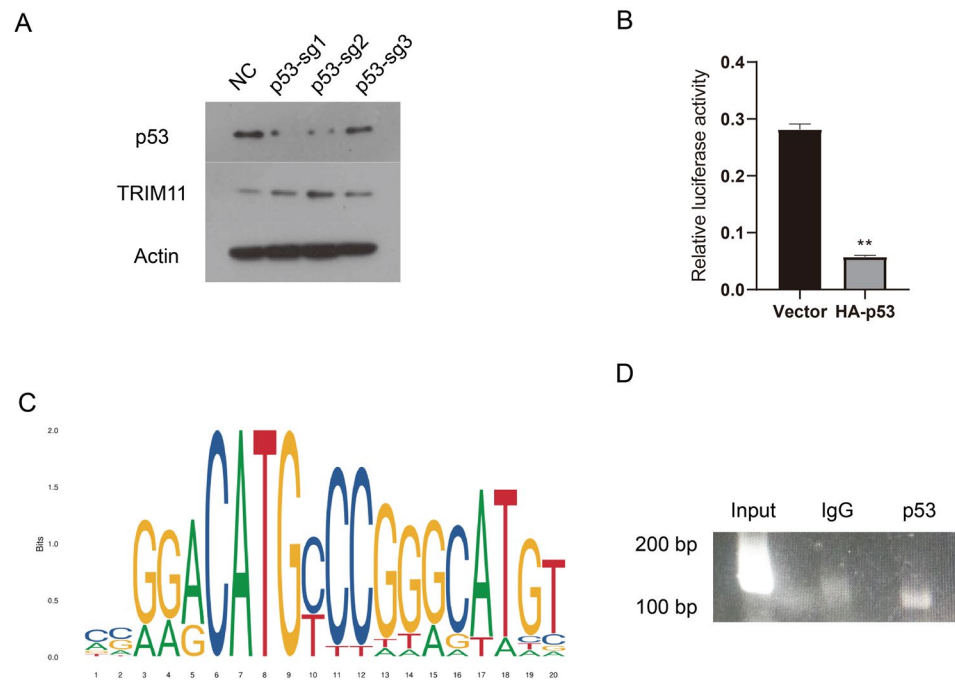 A
NC
p53-sg1
p53-sg2
p53-sg3
p53
TRIM11
Actin
B
Relative luciferase activity
0.4
0.3
0.2
0.1
0.0
**
Vector HA-p53
C
Bits
2.0
1.5
1.0
0.5
0.0
1 2 3 4 5 6 7 8 9 10 11 12 13 14 15 16 17 18 19 20
C C G G A C A T G C C C G G G C A T G T
D
Input IgG p53
200 bp
100 bp